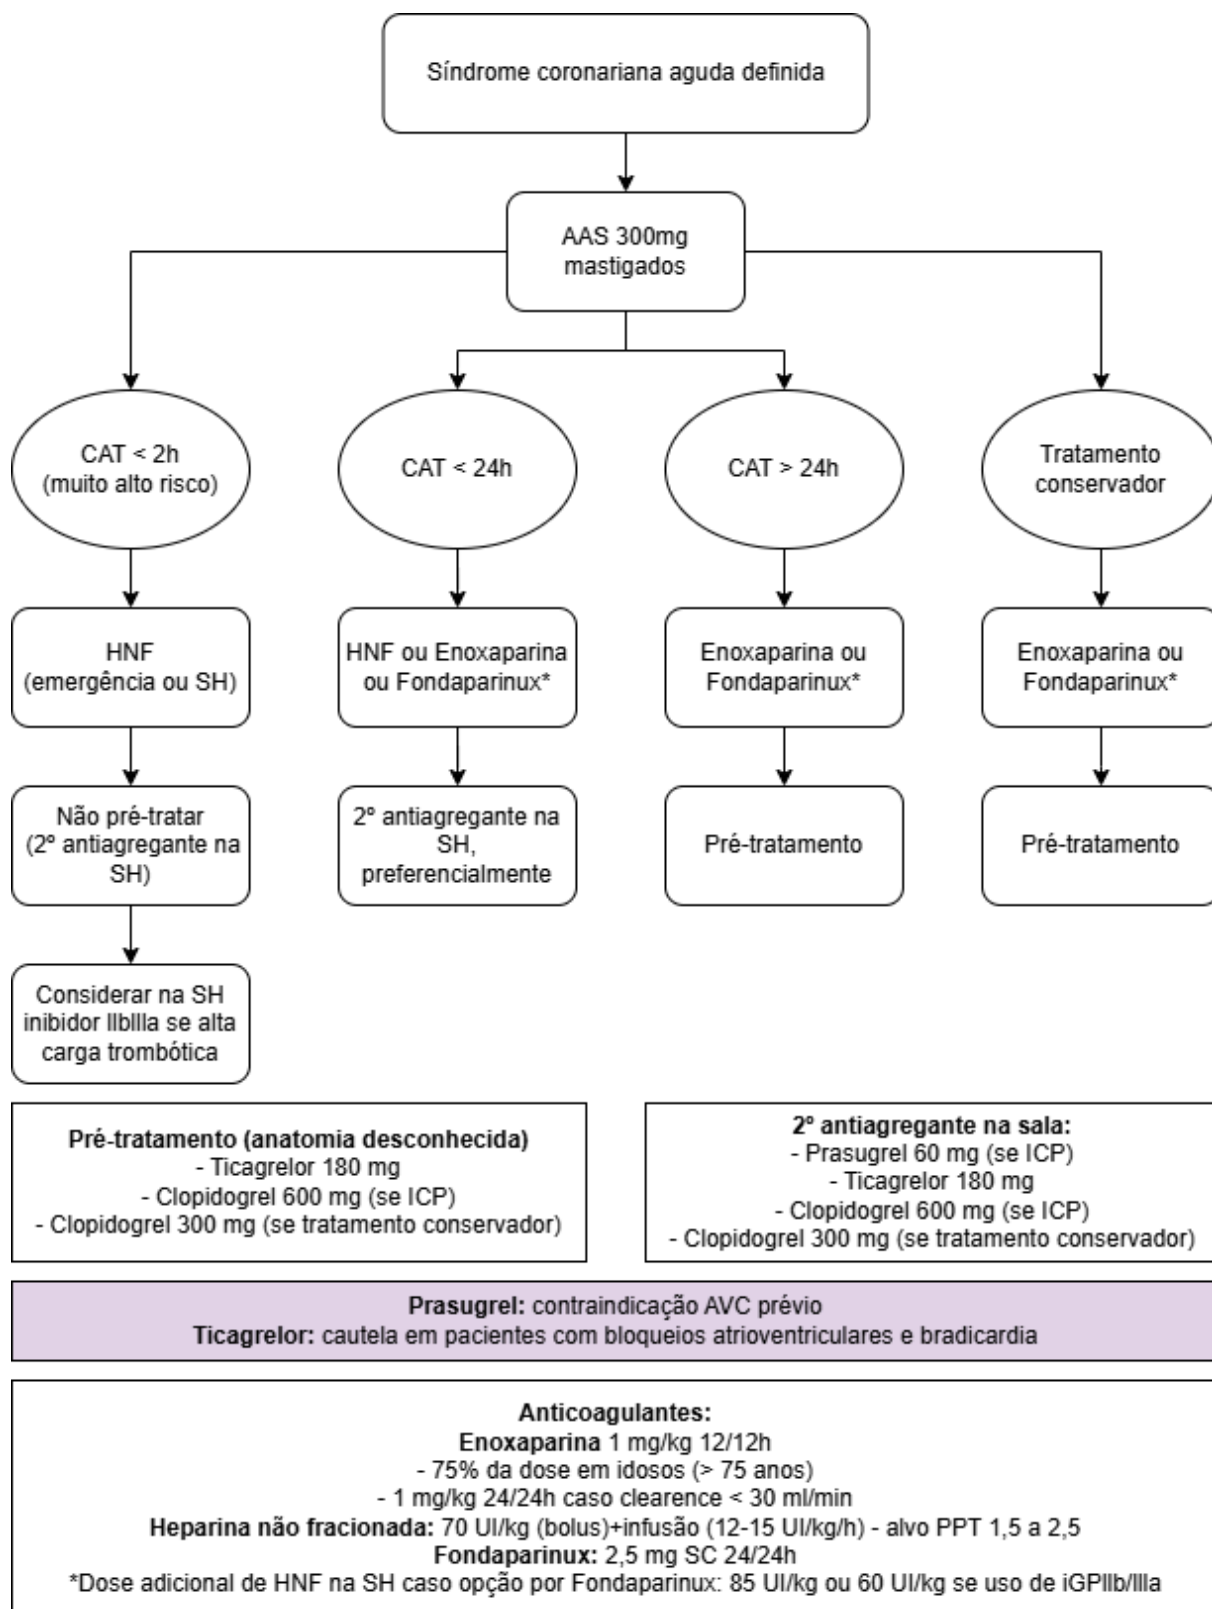 Síndrome coronariana aguda definida
AAS 300mg
mastigados
CAT < 2h
(muito alto risco)
CAT < 24h
CAT > 24h
Tratamento
conservador
HNF
(emergência ou SH)
HNF ou Enoxaparina
ou Fondaparinux*
Enoxaparina ou
Fondaparinux*
Enoxaparina ou
Fondaparinux*
Não pré-tratar
(2º antiagregante na
SH)
2º antiagregante na
SH,
preferencialmente
Pré-tratamento
Pré-tratamento
Considerar na SH
inibidor IIbIIIa se alta
carga trombótica
Pré-tratamento (anatomia desconhecida)
- Ticagrelor 180 mg
- Clopidogrel 600 mg (se ICP)
- Clopidogrel 300 mg (se tratamento conservador)
2º antiagregante na sala:
- Prasugrel 60 mg (se ICP)
- Ticagrelor 180 mg
- Clopidogrel 600 mg (se ICP)
- Clopidogrel 300 mg (se tratamento conservador)
Prasugrel: contraindicação AVC prévio
Ticagrelor: cautela em pacientes com bloqueios atrioventriculares e bradicardia
Anticoagulantes:
Enoxaparina 1 mg/kg 12/12h
- 75% da dose em idosos (> 75 anos)
- 1 mg/kg 24/24h caso clearence < 30 ml/min
Heparina não fracionada: 70 UI/kg (bolus)+infusão (12-15 UI/kg/h) - alvo PPT 1,5 a 2,5
Fondaparinux: 2,5 mg SC 24/24h
*Dose adicional de HNF na SH caso opção por Fondaparinux: 85 UI/kg ou 60 UI/kg se uso de iGPIIb/IIIa